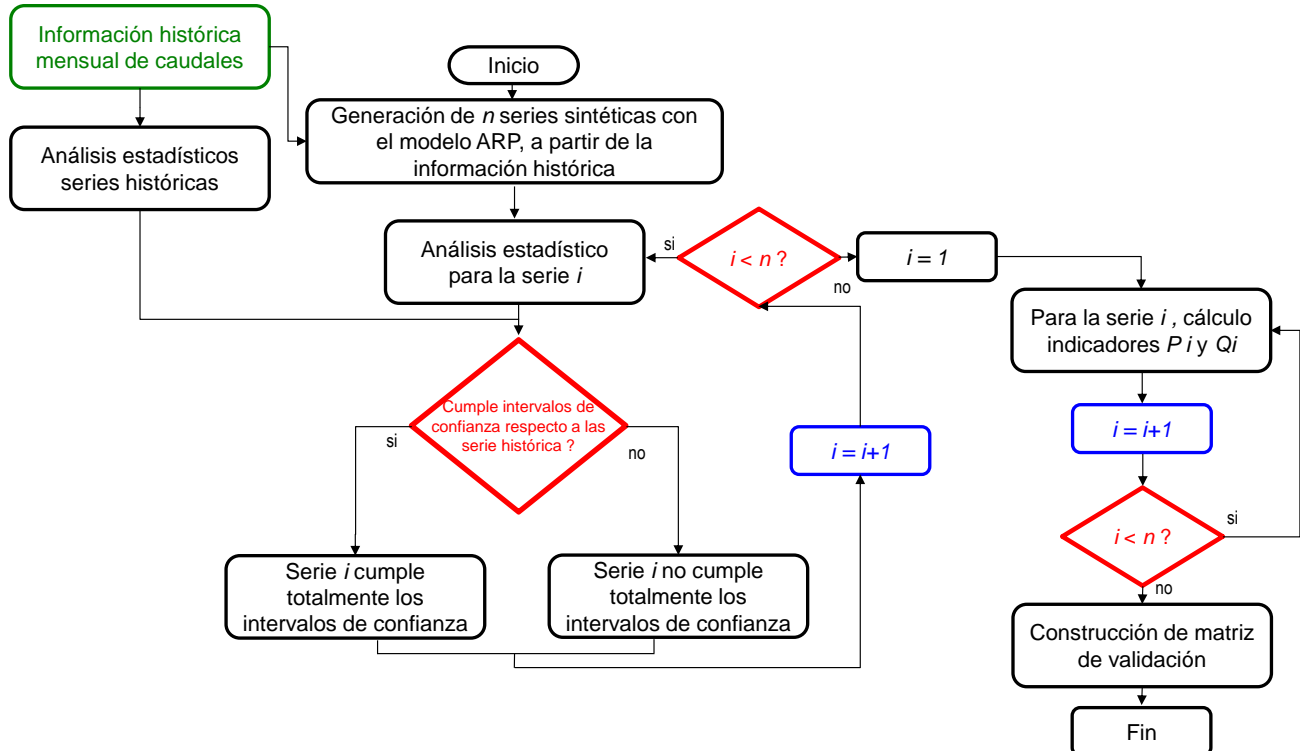 Información histórica
mensual de caudales
Inicio
Generación de n series sintéticas con
el modelo ARP, a partir de la
información histórica
Análisis estadísticos
series históricas
Análisis estadístico
para la serie i
si
i < n ?
no
i = 1
Para la serie i , cálculo
indicadores P i y Qi
Cumple intervalos de
confianza respecto a las
serie histórica ?
si
no
i = i+1
i = i+1
i < n ?
si
no
Serie i cumple
totalmente los
intervalos de confianza
Serie i no cumple
totalmente los
intervalos de confianza
Construcción de matriz
de validación
Fin